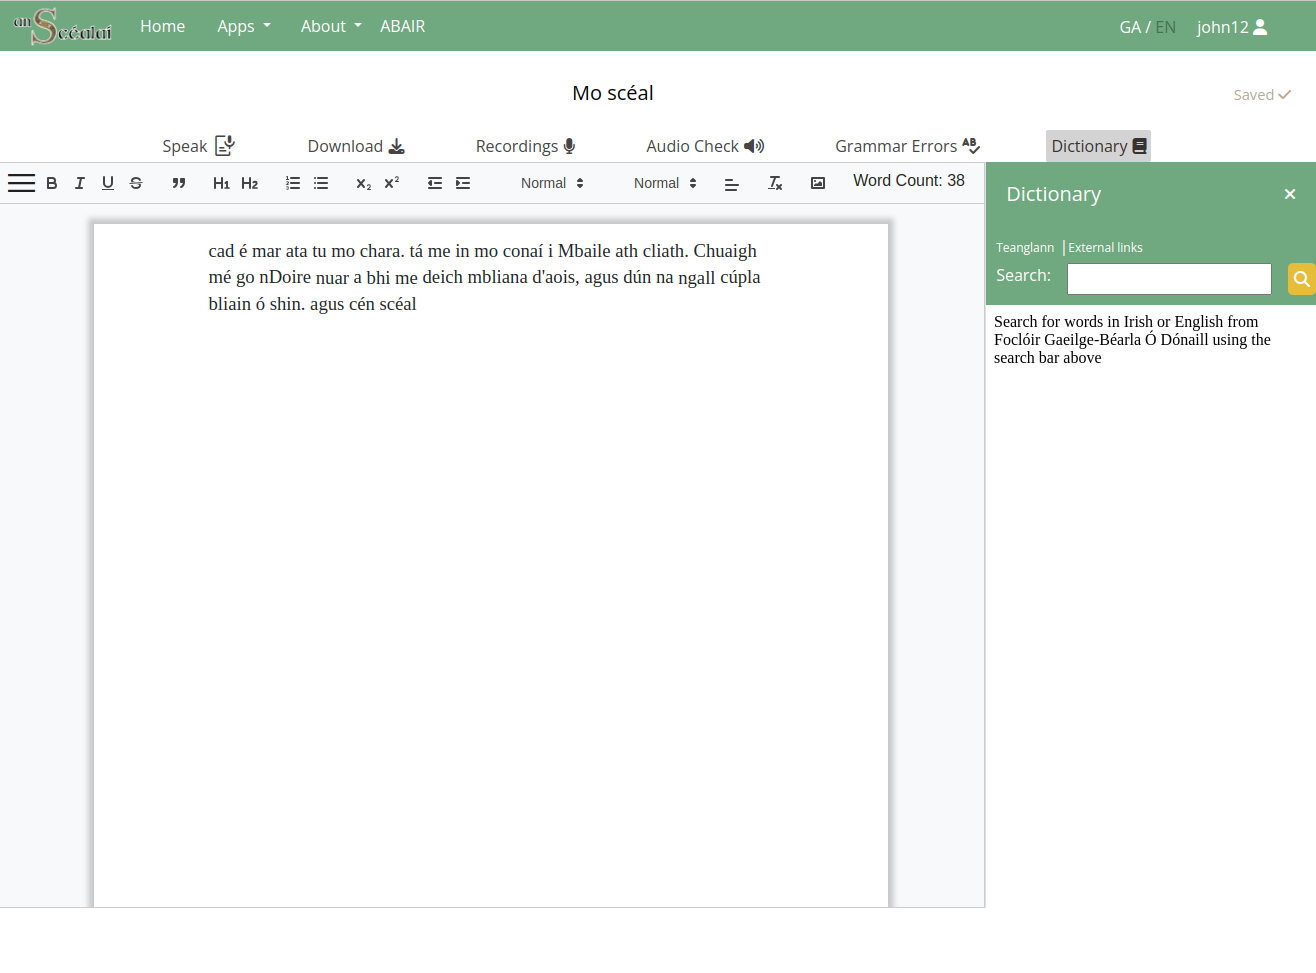 an Scéalaí Home Apps About ABAIR GA / EN john12
Mo scéal
Saved
Speak Download Recordings Audio Check Grammar Errors Dictionary
B I U S H1 H2 x2 x2 Normal Normal Tx Word Count: 38
Dictionary
Teanglann External links
Search:
Search for words in Irish or English from
Foclóir Gaeilge-Béarla Ó Dónaill using the
search bar above
cad é mar ata tu mo chara. tá me in mo conaí i Mbaile ath cliath. Chuaigh
mé go nDoire nuar a bhi me deich mbliana d'aois, agus dún na ngall cúpla
bliain ó shin. agus cén scéal